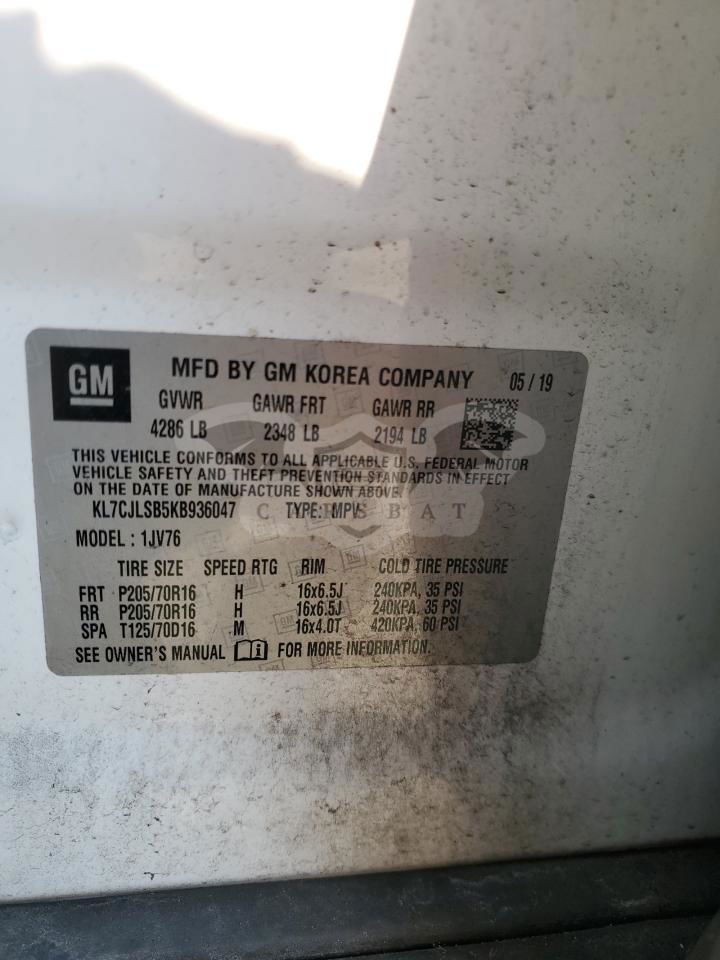 GM
MFD BY GM KOREA COMPANY 05 / 19
GVWR GAWR FRT GAWR RR
4286 LB 2348 LB 2194 LB
THIS VEHICLE CONFORMS TO ALL APPLICABLE U.S. FEDERAL MOTOR
VEHICLE SAFETY AND THEFT PREVENTION STANDARDS IN EFFECT
ON THE DATE OF MANUFACTURE SHOWN ABOVE.
KL7CJLSB5KB936047 TYPE: MPV
CARSBAT
MODEL : 1JV76
TIRE SIZE SPEED RTG RIM COLD TIRE PRESSURE
FRT P205/70R16 H 16x6.5J 240KPA, 35 PSI
RR P205/70R16 H 16x6.5J 240KPA, 35 PSI
SPA T125/70D16 M 16x4.0T 420KPA, 60 PSI
SEE OWNER'S MANUAL FOR MORE INFORMATION.